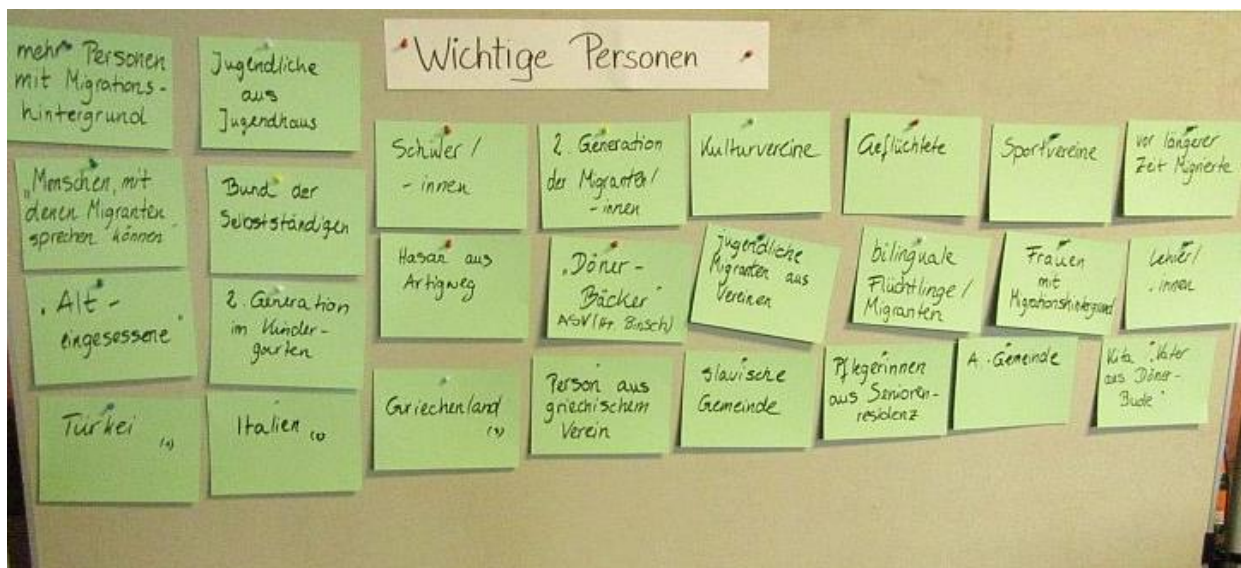 Wichtige Personen
mehr Personen
mit Migrations-
hintergrund
Jugendliche
aus
Jugendhaus
Schüler /
- innen
2. Generation
der Migranten/
- innen
Kulturvereine
Geflüchtete
Sportvereine
vor längerer
Zeit Migrierte
„Menschen, mit
denen Migranten
sprechen können"
Bund der
Selbstständigen
Hasan aus
Artigweg
„Döner-
Bäcker"
ASV (Hr. Binsch)
jugendliche
Migranten aus
Vereinen
bilinguale
Flüchtlinge /
Migranten
Frauen
mit
Migrationshintergrund
Lehrer/
- innen
„Alt-
eingesessene"
2. Generation
im Kinder-
garten
Person aus
griechischem
Verein
slavische
Gemeinde
Pflegerinnen
aus Senioren-
residenz
A. Gemeinde
Kita „Vater
aus Döner-
Bude"
Türkei
Italien
Griechenland